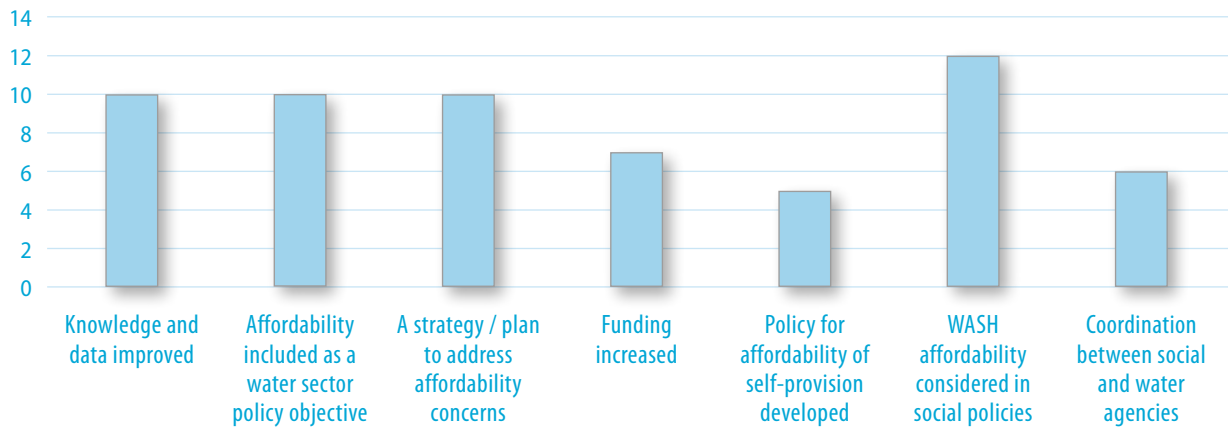 14
12
10
8
6
4
2
0
Knowledge and
data improved
Affordability
included as a
water sector
policy objective
A strategy / plan
to address
affordability
concerns
Funding
increased
Policy for
affordability of
self-provision
developed
WASH
affordability
considered in
social policies
Coordination
between social
and water
agencies